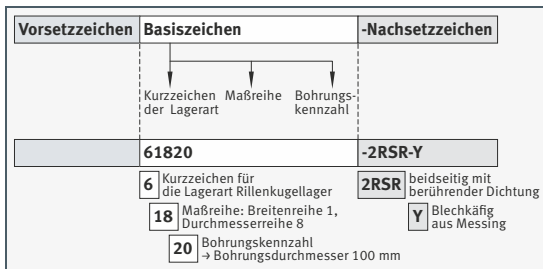 Vorsetzzeichen Basiszeichen -Nachsetzzeichen
Kurzzeichen Maßreihe Bohrungs-
der Lagerart kennzahl
61820 -2RSR-Y
6 Kurzzeichen für
die Lagerart Rillenkugellager
2RSR beidseitig mit
berührender Dichtung
18 Maßreihe: Breitenreihe 1,
Durchmesserreihe 8
Y Blechkäfig
aus Messing
20 Bohrungskennzahl
→ Bohrungsdurchmesser 100 mm